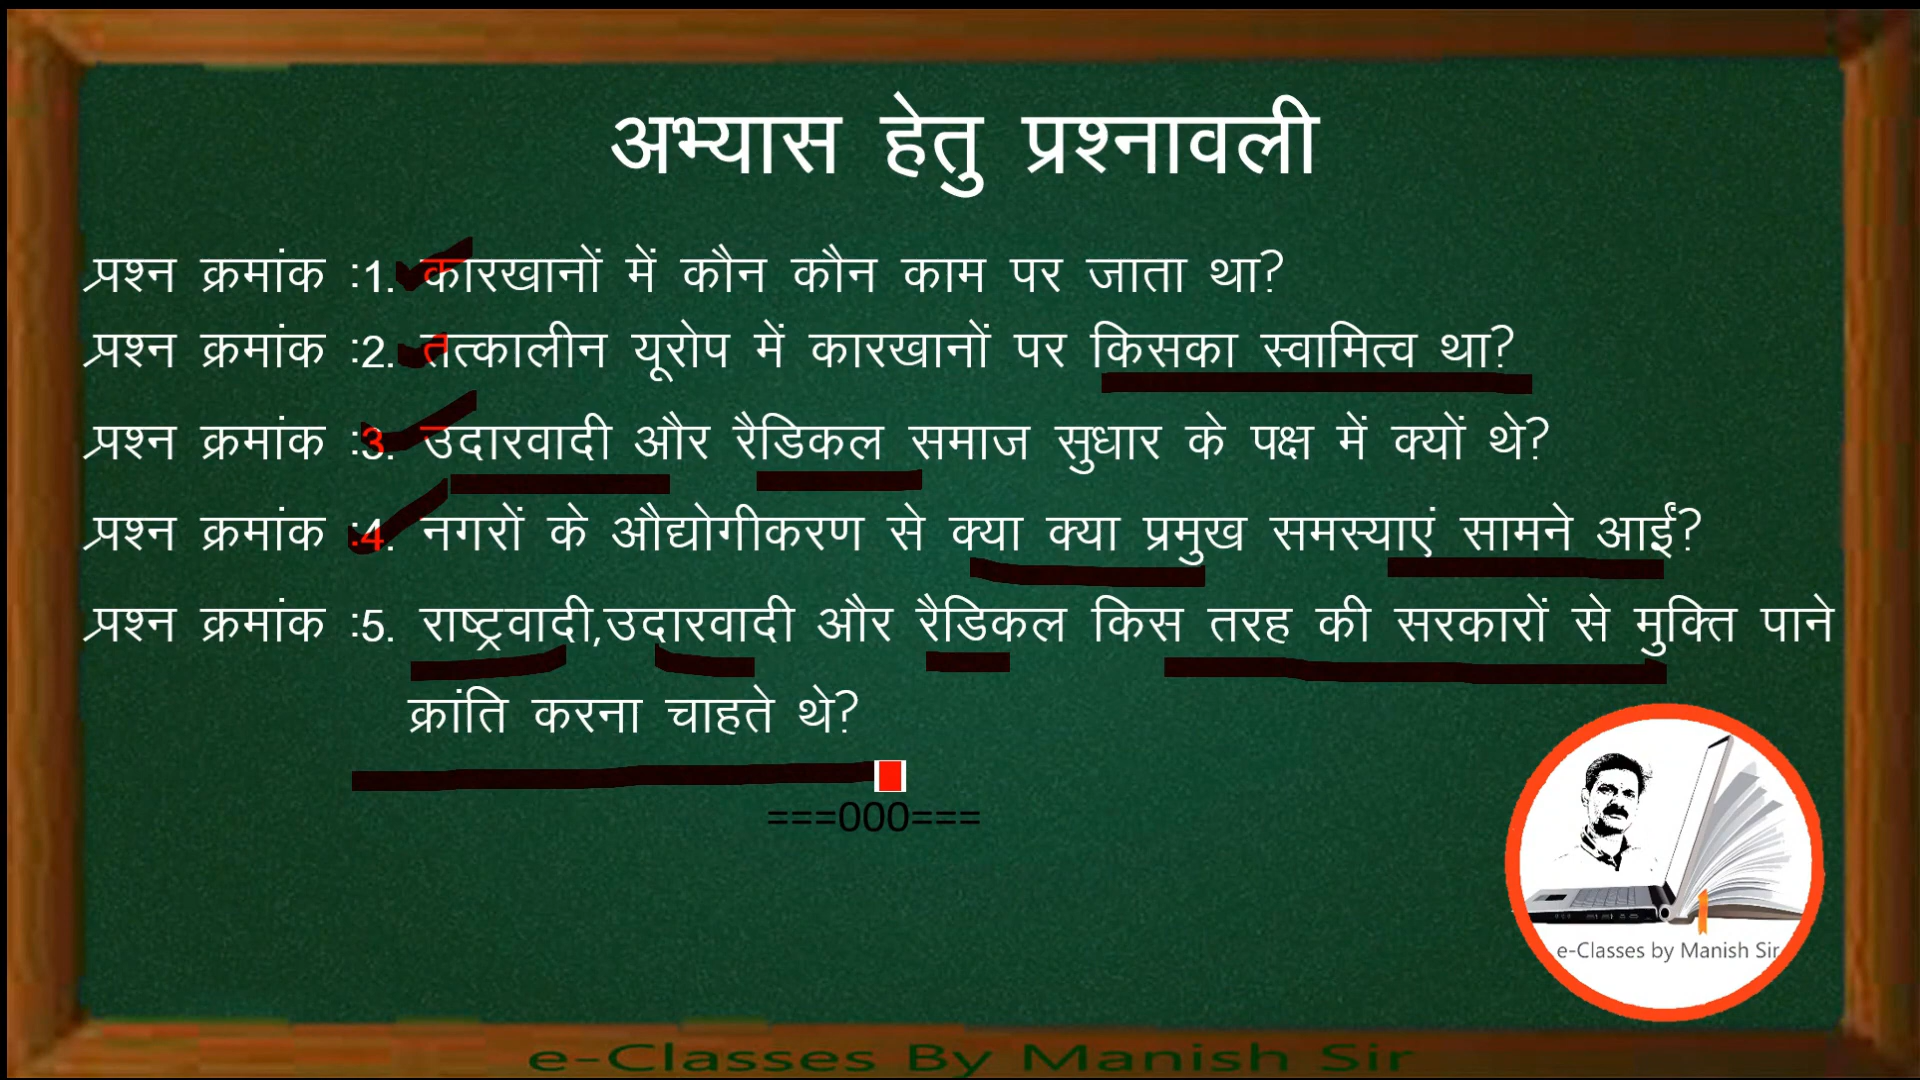 अभ्यास हेतु प्रश्नावली
प्रश्न क्रमांक :1. कारखानों में कौन कौन काम पर जाता था?
प्रश्न क्रमांक :2. तत्कालीन यूरोप में कारखानों पर किसका स्वामित्व था?
प्रश्न क्रमांक :3. उदारवादी और रैडिकल समाज सुधार के पक्ष में क्यों थे?
प्रश्न क्रमांक :4. नगरों के औद्योगीकरण से क्या क्या प्रमुख समस्याएं सामने आईं?
प्रश्न क्रमांक :5. राष्ट्रवादी,उदारवादी और रैडिकल किस तरह की सरकारों से मुक्ति पाने
क्रांति करना चाहते थे?
===000===
e-Classes by Manish Sir
e-Classes By Manish Sir